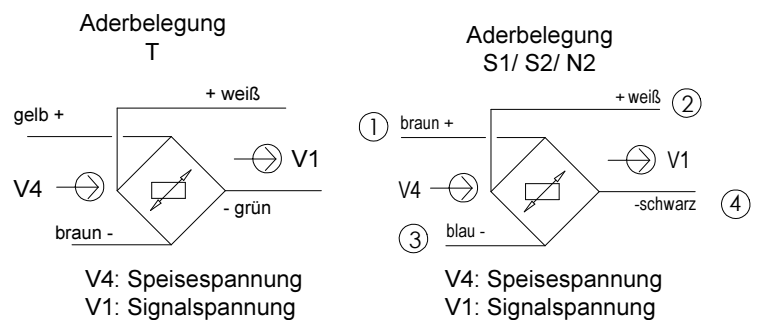 Aderbelegung
T
+ weiß
gelb +
V1
V4
- grün
braun -
V4: Speisespannung
V1: Signalspannung
Aderbelegung
S1/ S2/ N2
+ weiß 2
1 braun +
V1
V4
-schwarz 4
3 blau -
V4: Speisespannung
V1: Signalspannung